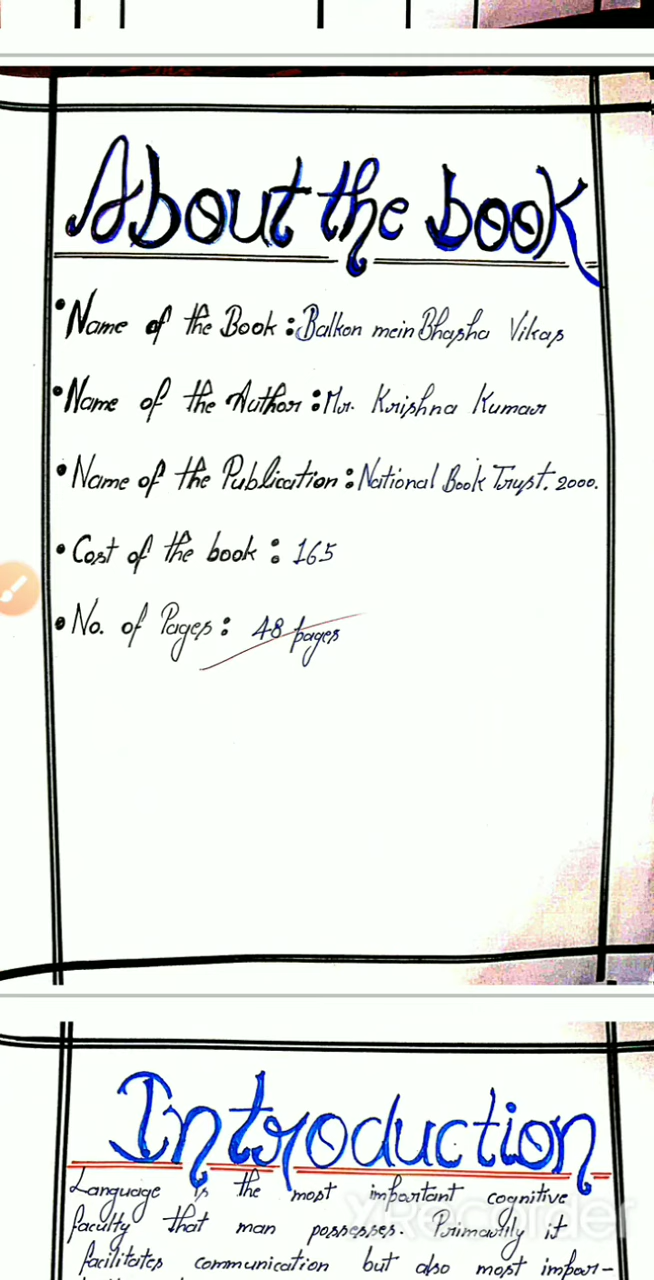 About the book
• Name of the Book : Balkon mein Bhasha Vikas
• Name of the Author : Mr. Krishna Kumar
• Name of the Publication : National Book Trust. 2000.
• Cost of the book : 165
• No. of Pages : 48 pages
Introduction
Language is the most important cognitive
faculty that man possesses. Primarily it
facilitates communication but also most impor-
XRecorder